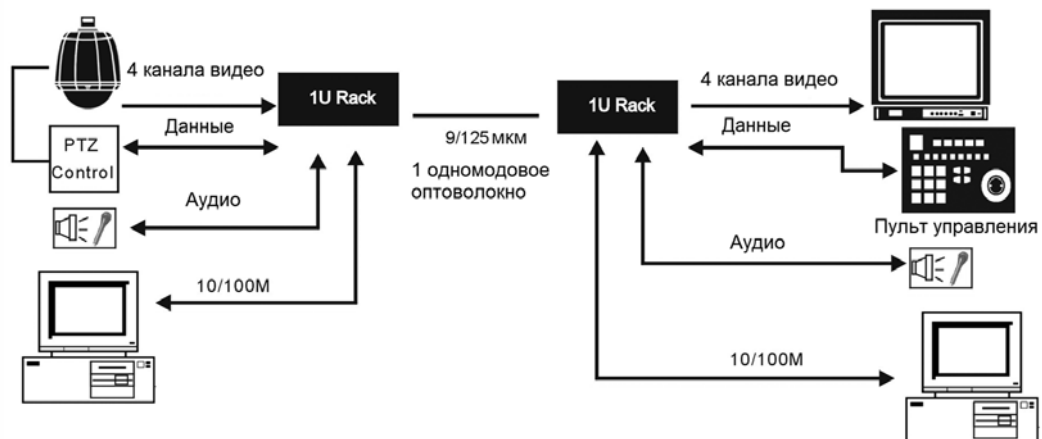 4 канала видео
1U Rack
Данные
PTZ
Control
Аудио
10/100M
9/125 мкм
1 одномодовое
оптоволокно
1U Rack
4 канала видео
Данные
Пульт управления
Аудио
10/100M